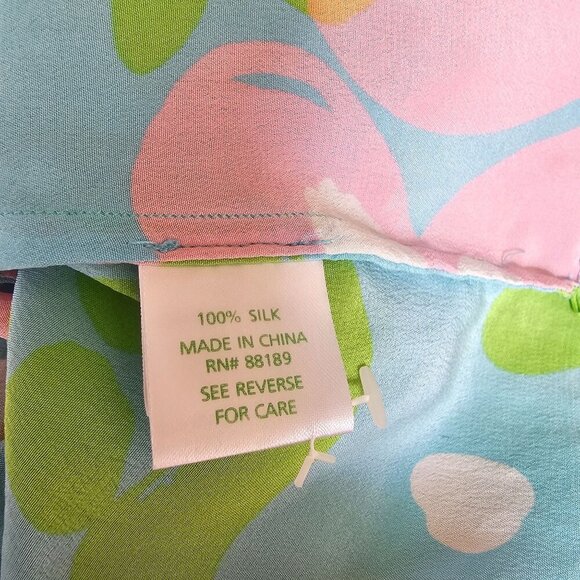 100% SILK
MADE IN CHINA
RN# 88189
SEE REVERSE
FOR CARE